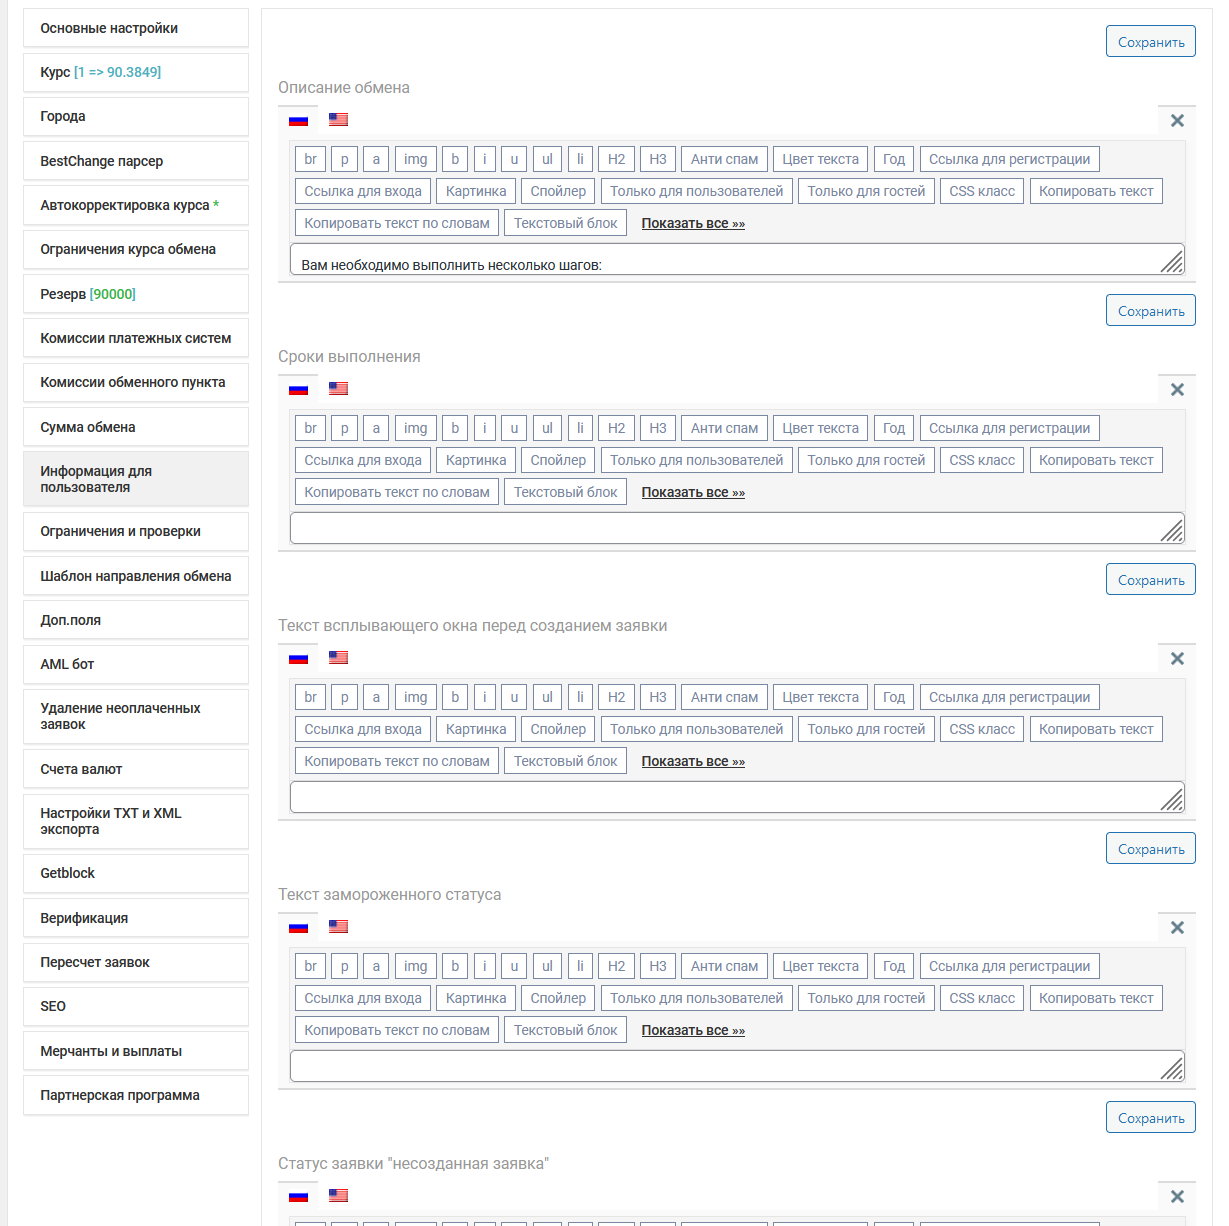 Основные настройки
Курс [1 => 90.3849]
Города
BestChange парсер
Автокорректировка курса *
Ограничения курса обмена
Резерв [90000]
Комиссии платежных систем
Комиссии обменного пункта
Сумма обмена
Информация для
пользователя
Ограничения и проверки
Шаблон направления обмена
Доп.поля
AML бот
Удаление неоплаченных
заявок
Счета валют
Настройки TXT и XML
экспорта
Getblock
Верификация
Пересчет заявок
SEO
Мерчанты и выплаты
Партнерская программа
Сохранить
Описание обмена
br p a img b i u ul li H2 H3 Анти спам Цвет текста Год Ссылка для регистрации
Ссылка для входа Картинка Спойлер Только для пользователей Только для гостей CSS класс Копировать текст
Копировать текст по словам Текстовый блок Показать все »»
Вам необходимо выполнить несколько шагов:
Сохранить
Сроки выполнения
br p a img b i u ul li H2 H3 Анти спам Цвет текста Год Ссылка для регистрации
Ссылка для входа Картинка Спойлер Только для пользователей Только для гостей CSS класс Копировать текст
Копировать текст по словам Текстовый блок Показать все »»
Сохранить
Текст всплывающего окна перед созданием заявки
br p a img b i u ul li H2 H3 Анти спам Цвет текста Год Ссылка для регистрации
Ссылка для входа Картинка Спойлер Только для пользователей Только для гостей CSS класс Копировать текст
Копировать текст по словам Текстовый блок Показать все »»
Сохранить
Текст замороженного статуса
br p a img b i u ul li H2 H3 Анти спам Цвет текста Год Ссылка для регистрации
Ссылка для входа Картинка Спойлер Только для пользователей Только для гостей CSS класс Копировать текст
Копировать текст по словам Текстовый блок Показать все »»
Сохранить
Статус заявки "несозданная заявка"